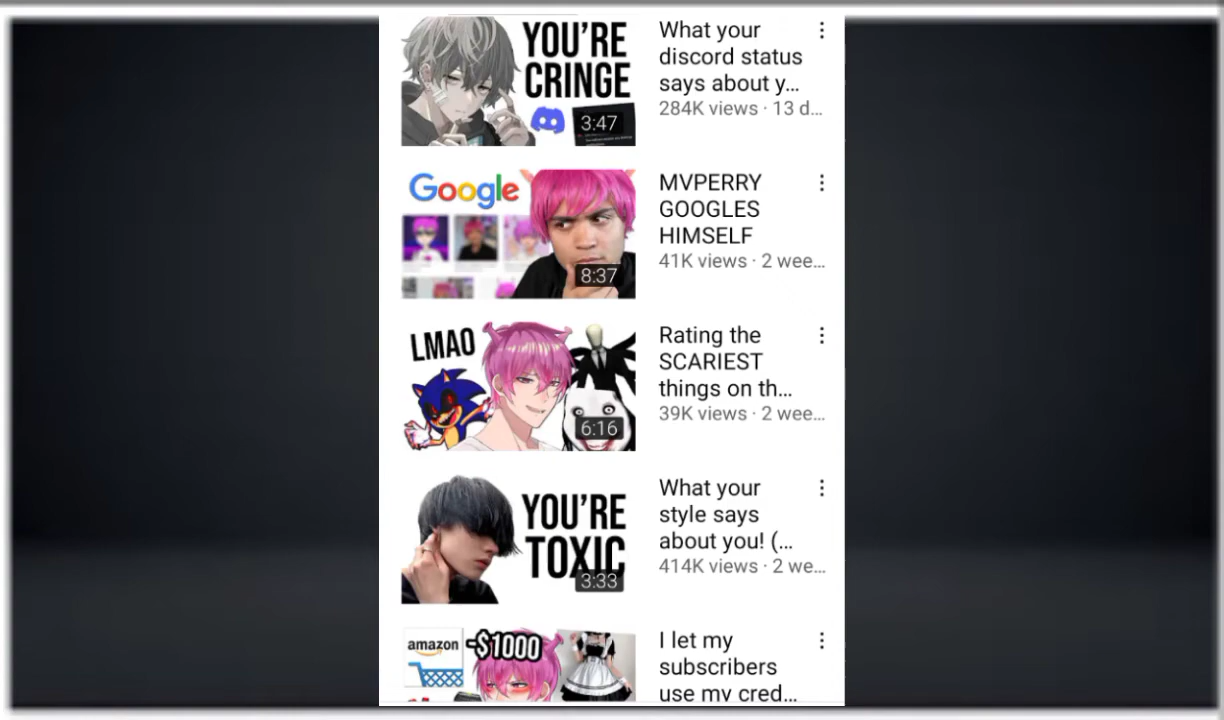 YOU'RE
CRINGE
3:47
What your
discord status
says about y...
284K views · 13 d...
Google
8:37
MVPERRY
GOOGLES
HIMSELF
41K views · 2 wee...
LMAO
6:16
Rating the
SCARIEST
things on th...
39K views · 2 wee...
YOU'RE
TOXIC
3:33
What your
style says
about you! (...
414K views · 2 we...
amazon
-$1000
I let my
subscribers
use my cred...